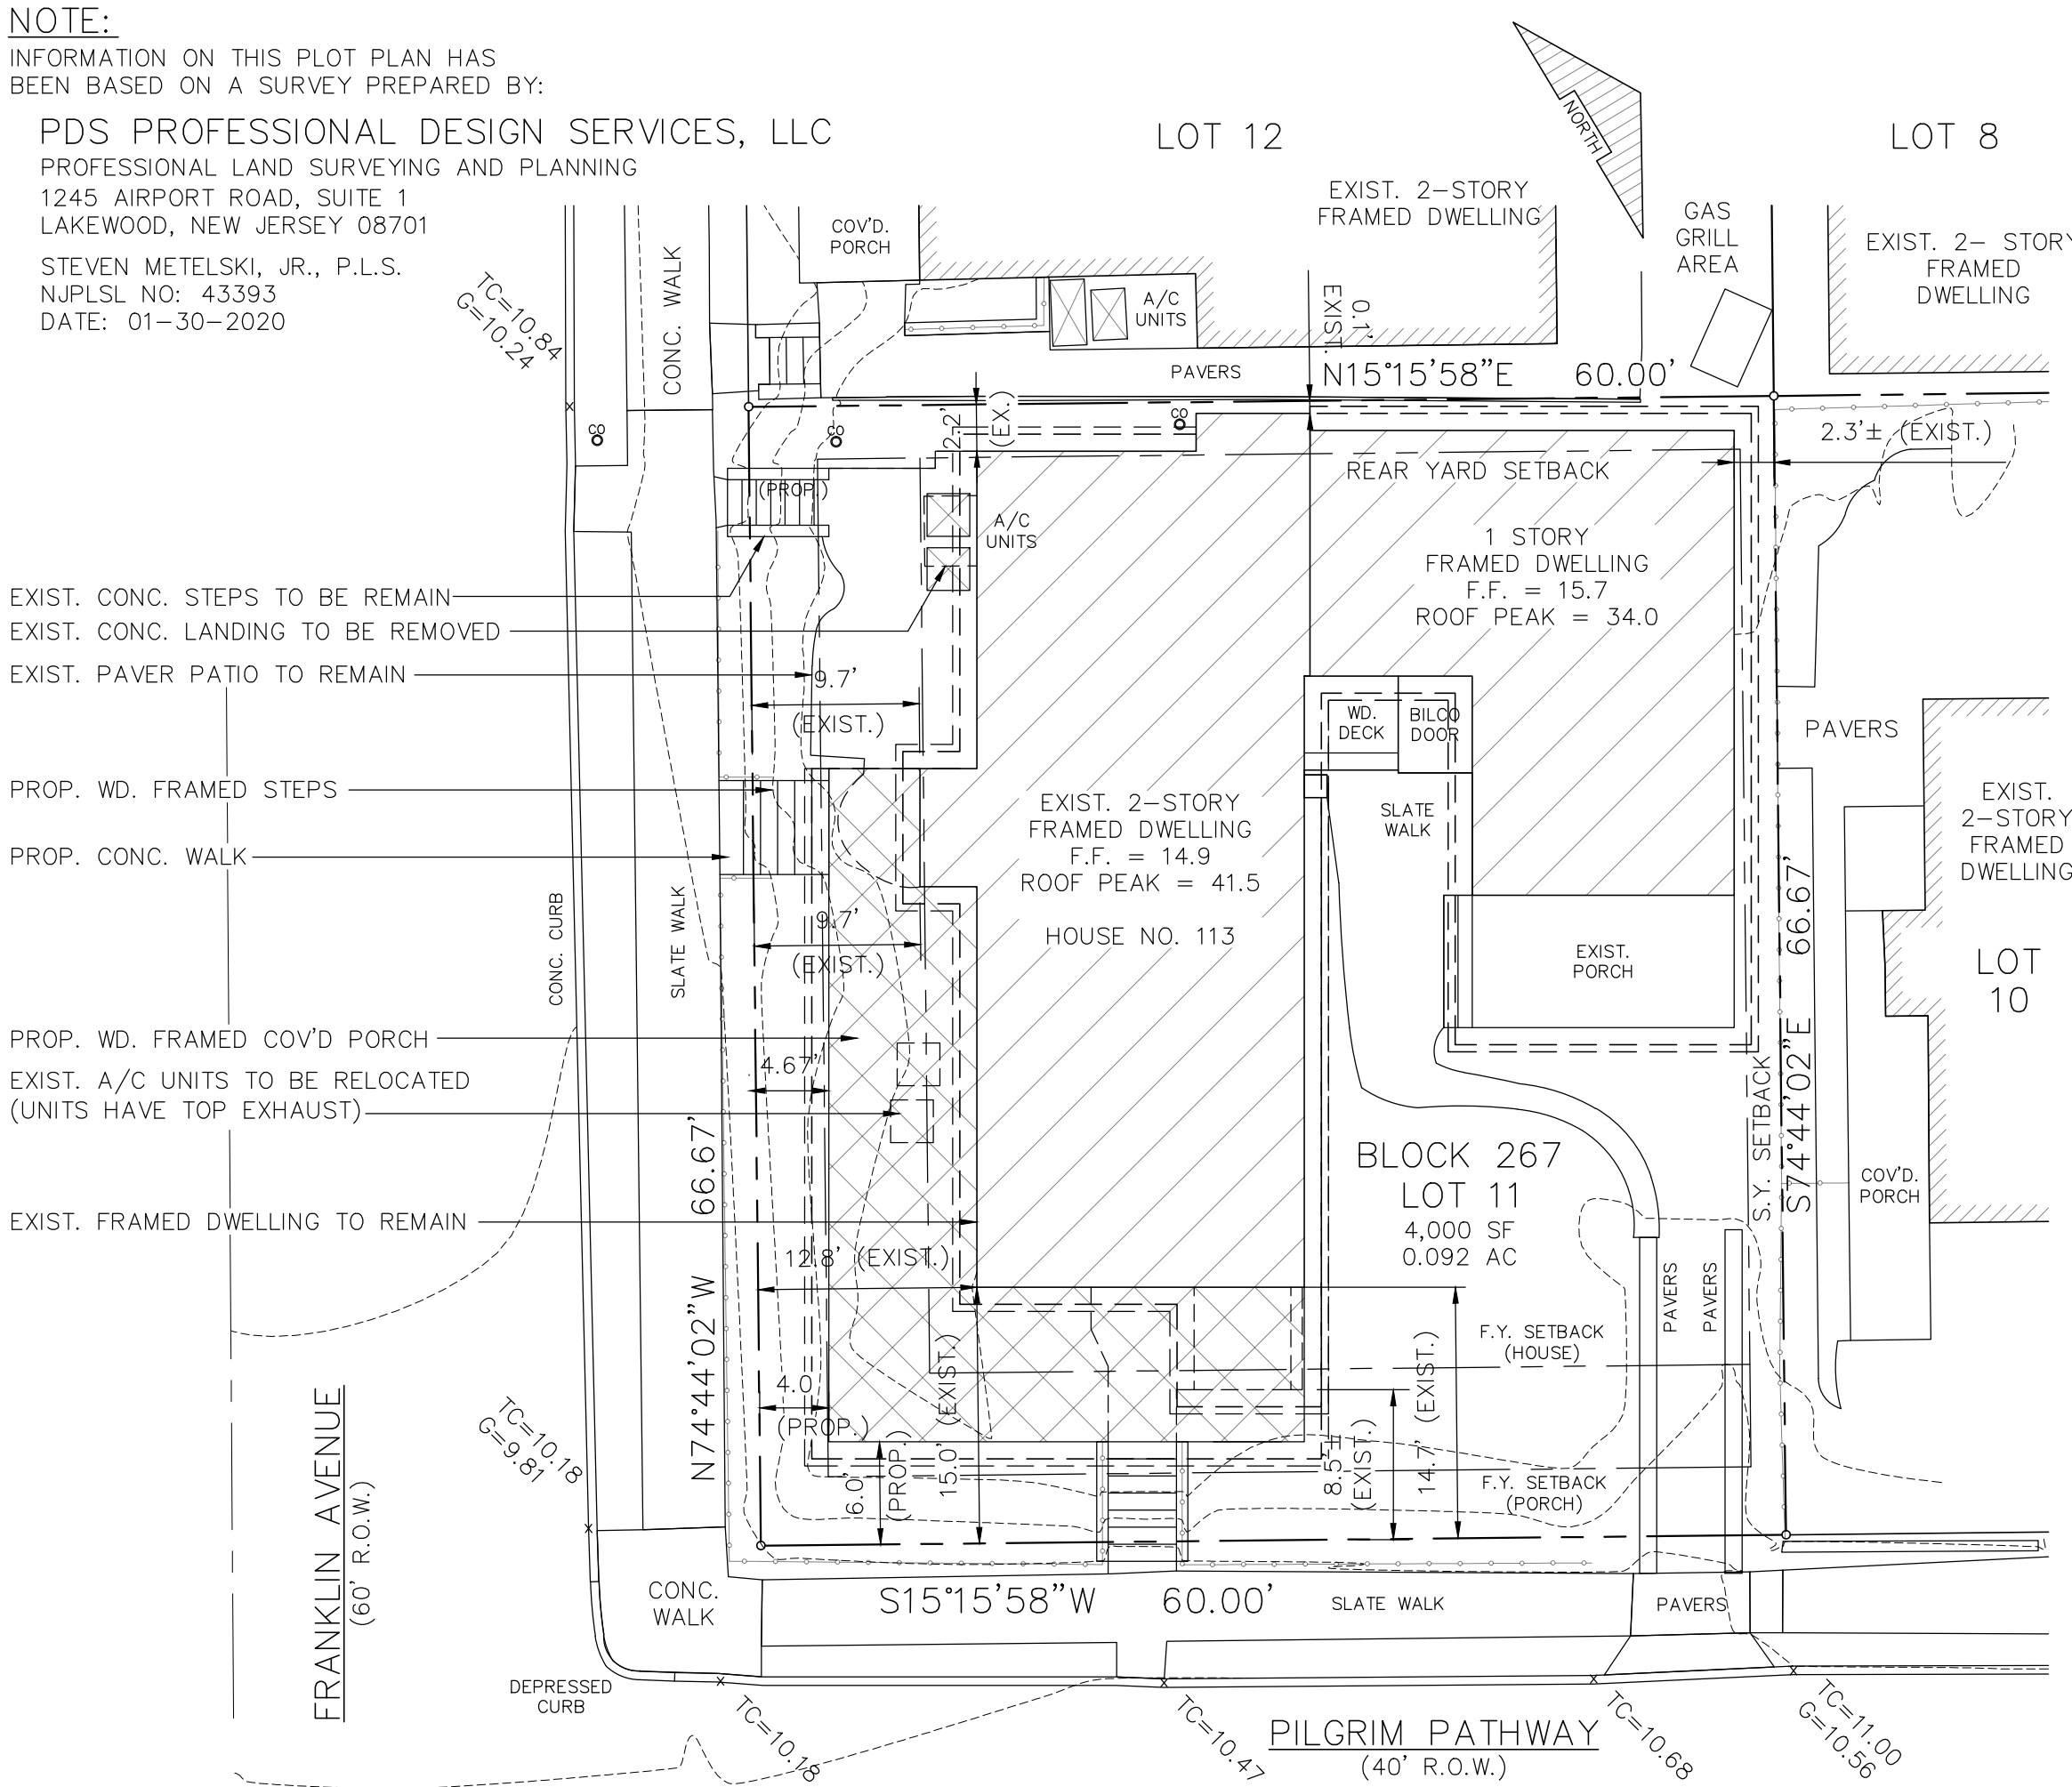 NOTE:
INFORMATION ON THIS PLOT PLAN HAS
BEEN BASED ON A SURVEY PREPARED BY:
PDS PROFESSIONAL DESIGN SERVICES, LLC
PROFESSIONAL LAND SURVEYING AND PLANNING
1245 AIRPORT ROAD, SUITE 1
LAKEWOOD, NEW JERSEY 08701
STEVEN METELSKI, JR., P.L.S.
NJPLSL NO: 43393
DATE: 01-30-2020
TC=10.84
G=10.24
CONC. WALK
COV'D.
PORCH
LOT 12
EXIST. 2-STORY
FRAMED DWELLING
NORTH
LOT 8
GAS
GRILL
AREA
EXIST. 2- STORY
FRAMED
DWELLING
A/C
UNITS
PAVERS
0.1'
EXIST.
N15°15'58"E 60.00'
CO
CO
CO
2.2'
(EX.)
2.3'± (EXIST.)
REAR YARD SETBACK
(PROP.)
A/C
UNITS
1 STORY
FRAMED DWELLING
F.F. = 15.7
ROOF PEAK = 34.0
EXIST. CONC. STEPS TO BE REMAIN
EXIST. CONC. LANDING TO BE REMOVED
EXIST. PAVER PATIO TO REMAIN
9.7'
(EXIST.)
WD.
DECK
BILCO
DOOR
PAVERS
PROP. WD. FRAMED STEPS
PROP. CONC. WALK
EXIST. 2-STORY
FRAMED DWELLING
F.F. = 14.9
ROOF PEAK = 41.5
HOUSE NO. 113
SLATE
WALK
EXIST.
2-STORY
FRAMED
DWELLING
LOT
10
CONC. CURB
SLATE WALK
9.7'
(EXIST.)
EXIST.
PORCH
S74°44'02"E 66.67'
S.Y. SETBACK
PROP. WD. FRAMED COV'D PORCH
EXIST. A/C UNITS TO BE RELOCATED
(UNITS HAVE TOP EXHAUST)
4.67'
N74°44'02"W 66.67'
BLOCK 267
LOT 11
4,000 SF
0.092 AC
COV'D.
PORCH
EXIST. FRAMED DWELLING TO REMAIN
12.8' (EXIST.)
PAVERS
PAVERS
F.Y. SETBACK
(HOUSE)
4.0
(PROP.)
6.0'
(PROP.)
15.0'
(EXIST.)
8.5'±
(EXIST.)
14.7' (EXIST.)
F.Y. SETBACK
(PORCH)
TC=10.18
G=9.81
FRANKLIN AVENUE
(60' R.O.W.)
CONC.
WALK
S15°15'58"W 60.00'
SLATE WALK
PAVERS
DEPRESSED
CURB
TC=10.18
TC=10.47
PILGRIM PATHWAY
(40' R.O.W.)
TC=10.68
TC=11.00
G=10.56